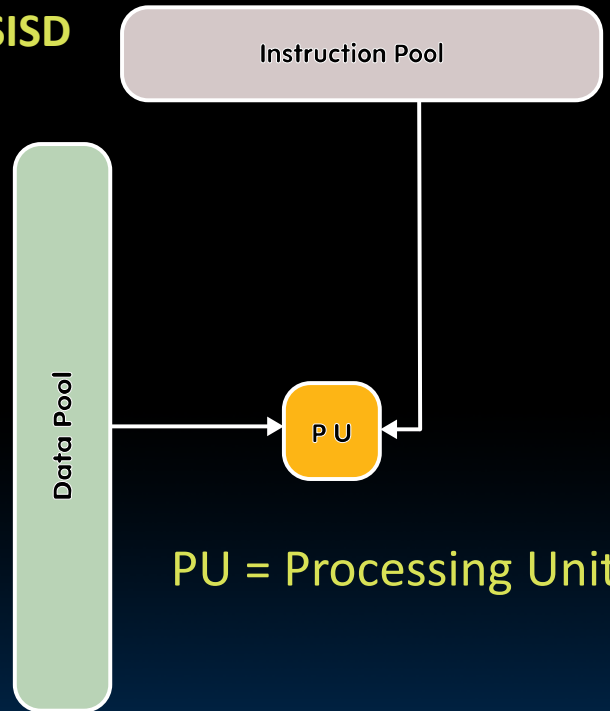 SISD
Instruction Pool
Data Pool
P U
PU = Processing Unit